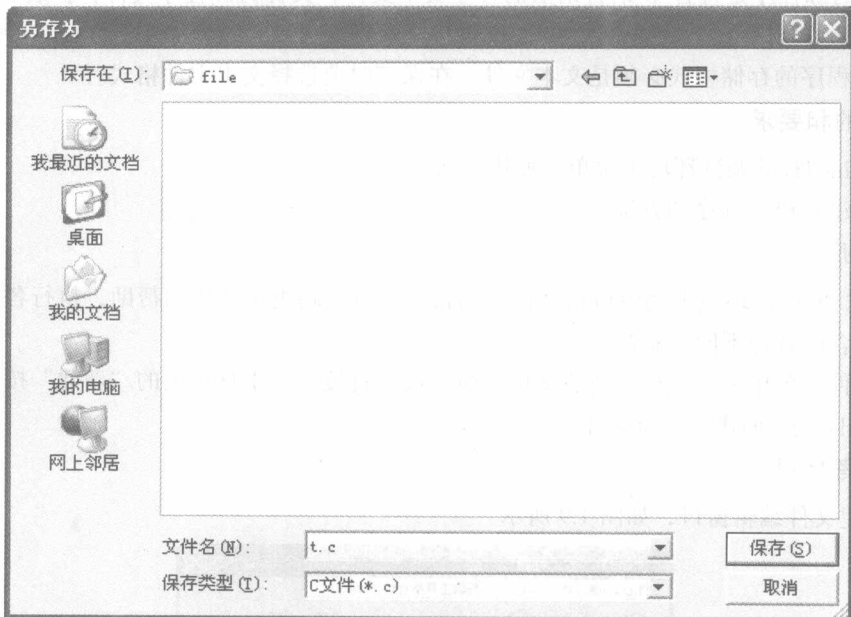 另存为
保存在(I):
file
我最近的文档
桌面
我的文档
我的电脑
网上邻居
文件名(N):
t.c
保存(S)
保存类型(T):
C文件(*.c)
取消